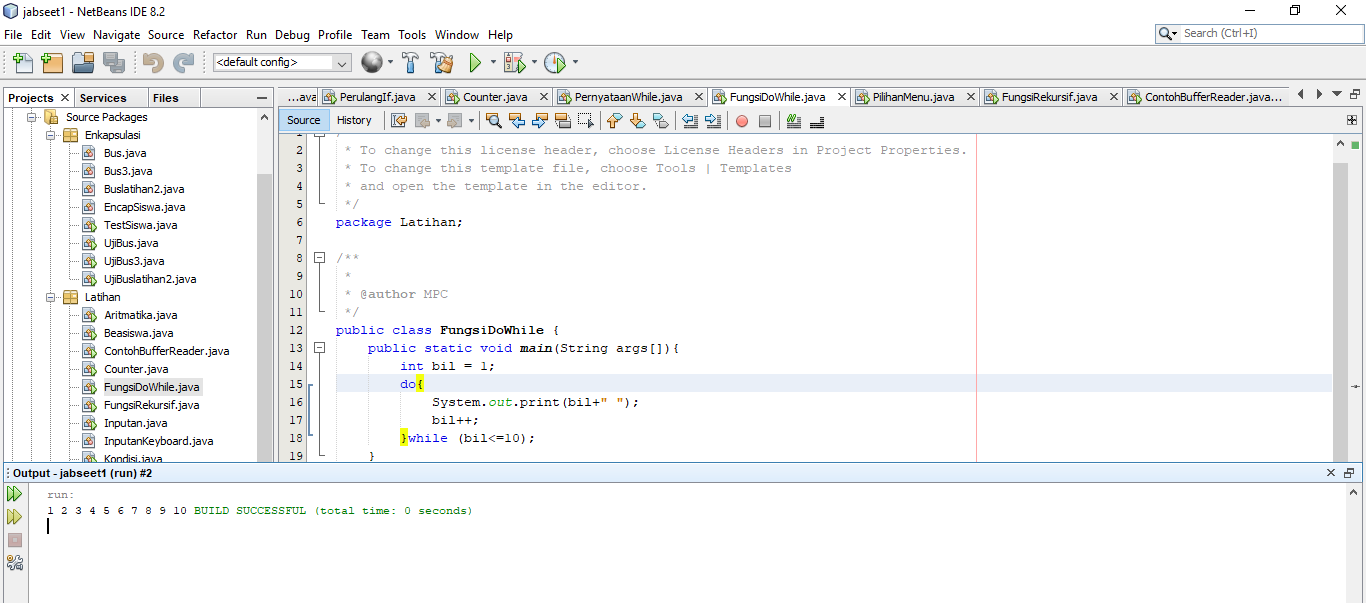 jabseet1 - NetBeans IDE 8.2
File Edit View Navigate Source Refactor Run Debug Profile Team Tools Window Help
Search (Ctrl+I)
<default config>
Projects Services Files
...ava PerulangIf.java Counter.java PernyataanWhile.java FungsiDoWhile.java PilihanMenu.java FungsiRekursif.java ContohBufferReader.java...
Source History
Source Packages
Enkapsulasi
Bus.java
Bus3.java
Buslatihan2.java
EncapSiswa.java
TestSiswa.java
UjiBus.java
UjiBus3.java
UjiBuslatihan2.java
Latihan
Aritmatika.java
Beasiswa.java
ContohBufferReader.java
Counter.java
FungsiDoWhile.java
FungsiRekursif.java
Inputan.java
InputanKeyboard.java
Kondisi.java
2 * To change this license header, choose License Headers in Project Properties.
3 * To change this template file, choose Tools | Templates
4 * and open the template in the editor.
5 */
6 package Latihan;
7
8 /**
9 *
10 * @author MPC
11 */
12 public class FungsiDoWhile {
13 public static void main(String args[]){
14 int bil = 1;
15 do{
16 System.out.print(bil+" ");
17 bil++;
18 }while (bil<=10);
19 }
Output - jabseet1 (run) #2
run:
1 2 3 4 5 6 7 8 9 10 BUILD SUCCESSFUL (total time: 0 seconds)